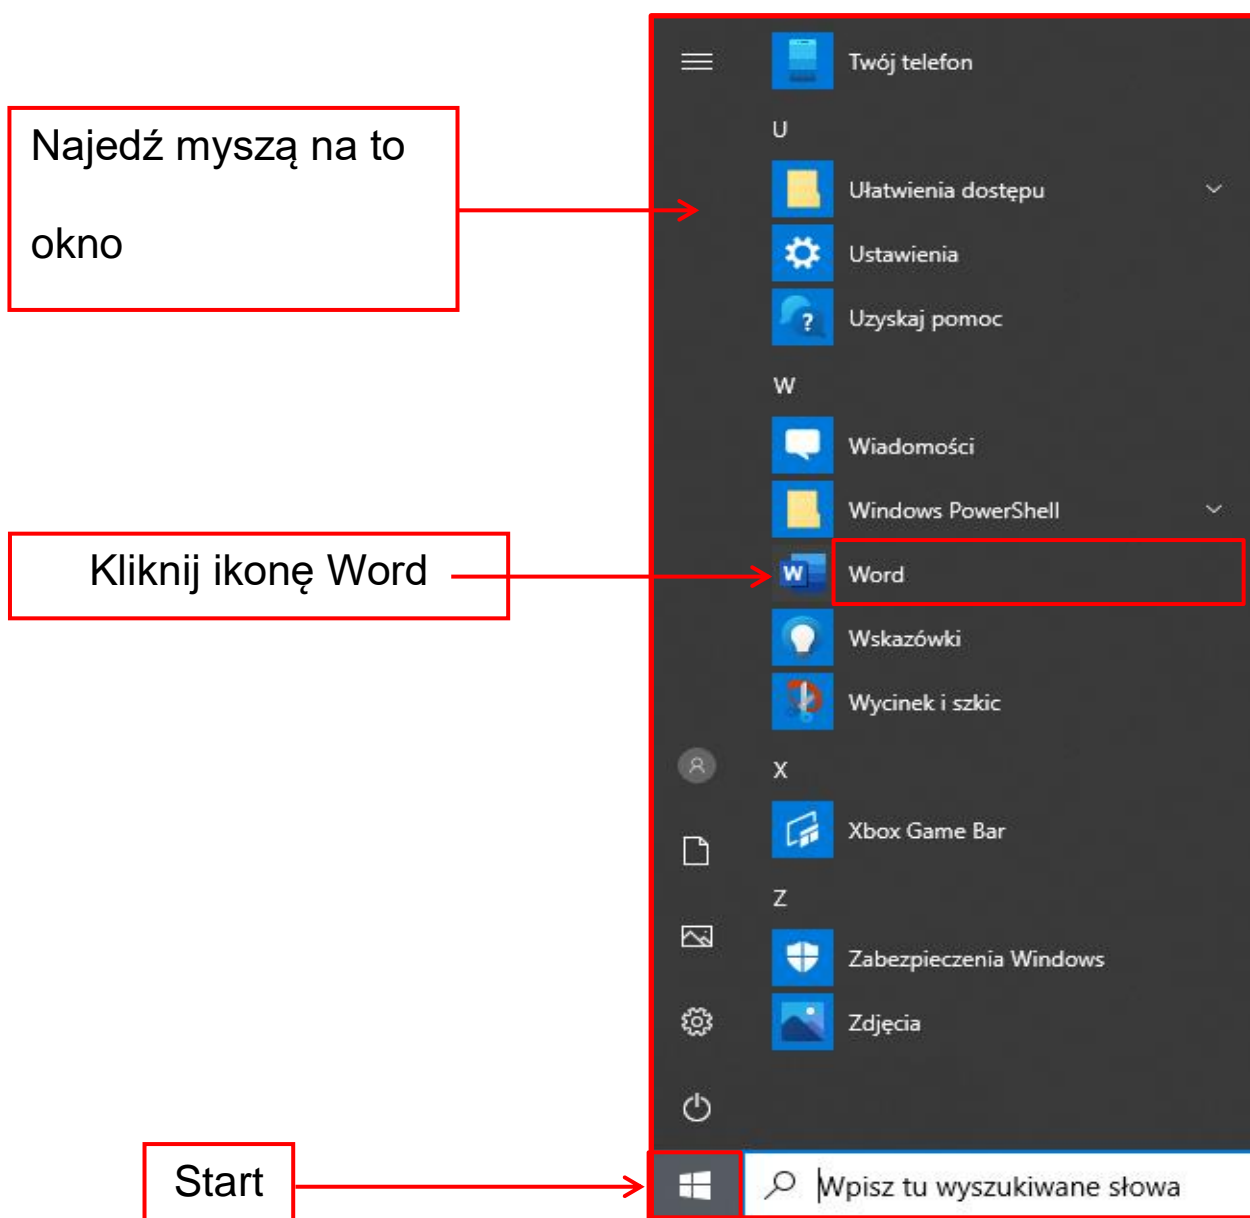 Twój telefon
Najedź myszą na to
okno
U
Ułatwienia dostępu
Ustawienia
Uzyskaj pomoc
W
Wiadomości
Windows PowerShell
Kliknij ikonę Word
W
Word
Wskazówki
Wycinek i szkic
X
Xbox Game Bar
Z
Zabezpieczenia Windows
Zdjęcia
Start
Wpisz tu wyszukiwane słowa